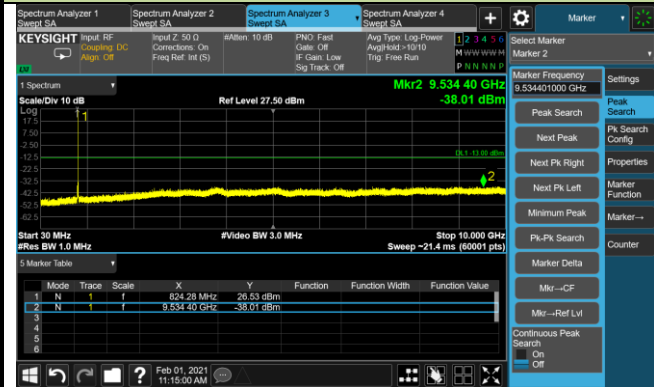 Spectrum Analyzer 1
Swept SA
Spectrum Analyzer 2
Swept SA
Spectrum Analyzer 3
Swept SA
Spectrum Analyzer 4
Swept SA
+
Marker
KEYSIGHT
Input: RF
Coupling: DC
Align: Off
Input Z: 50 Ω
Corrections: On
Freq Ref: Int (S)
#Atten: 10 dB
PNO: Fast
Gate: Off
IF Gain: Low
Sig Track: Off
Avg Type: Log-Power
Avg|Hold:>10/10
Trig: Free Run
1 2 3 4 5 6
M W W W W M
P N N N N P
Select Marker
Marker 2
1 Spectrum
Mkr2 9.534 40 GHz
Scale/Div 10 dB
Ref Level 27.50 dBm
-38.01 dBm
Log
17.5
7.50
-2.50
-12.5
-22.5
-32.5
-42.5
-52.5
-62.5
1
DL1 -13.00 dBm
2
Start 30 MHz
#Video BW 3.0 MHz
Stop 10.000 GHz
#Res BW 1.0 MHz
Sweep ~21.4 ms (60001 pts)
5 Marker Table
Mode Trace Scale X Y Function Function Width Function Value
1 N 1 f 824.28 MHz 26.53 dBm
2 N 1 f 9.534 40 GHz -38.01 dBm
3
4
5
6
Marker Frequency
9.534401000 GHz
Peak Search
Next Peak
Next Pk Right
Next Pk Left
Minimum Peak
Pk-Pk Search
Marker Delta
Mkr→CF
Mkr→Ref Lvl
Continuous Peak
Search
On
Off
Settings
Peak
Search
Pk Search
Config
Properties
Marker
Function
Marker→
Counter
?
Feb 01, 2021
11:15:00 AM